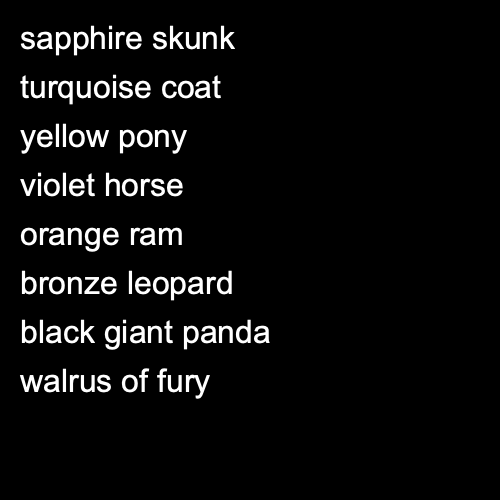 sapphire skunk
turquoise coat
yellow pony
violet horse
orange ram
bronze leopard
black giant panda
walrus of fury